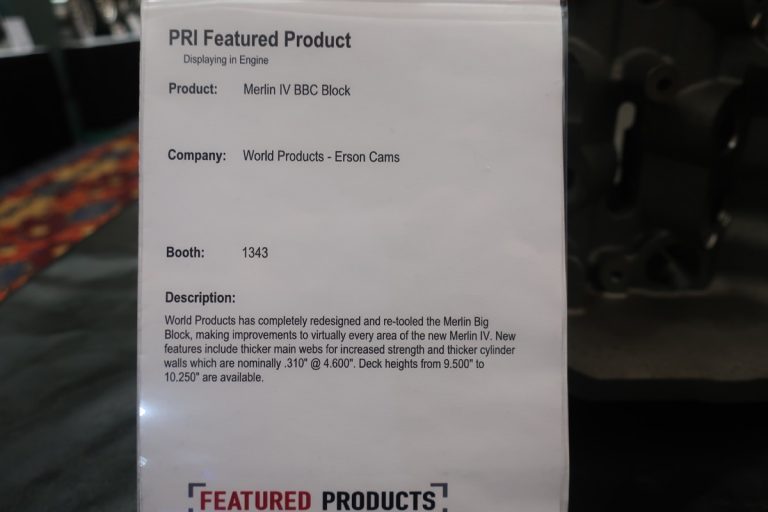 PRI Featured Product
Displaying in Engine
Product: Merlin IV BBC Block
Company: World Products - Erson Cams
Booth: 1343
Description:
World Products has completely redesigned and re-tooled the Merlin Big
Block, making improvements to virtually every area of the new Merlin IV. New
features include thicker main webs for increased strength and thicker cylinder
walls which are nominally .310" @ 4.600". Deck heights from 9.500" to
10.250" are available.
FEATURED PRODUCTS